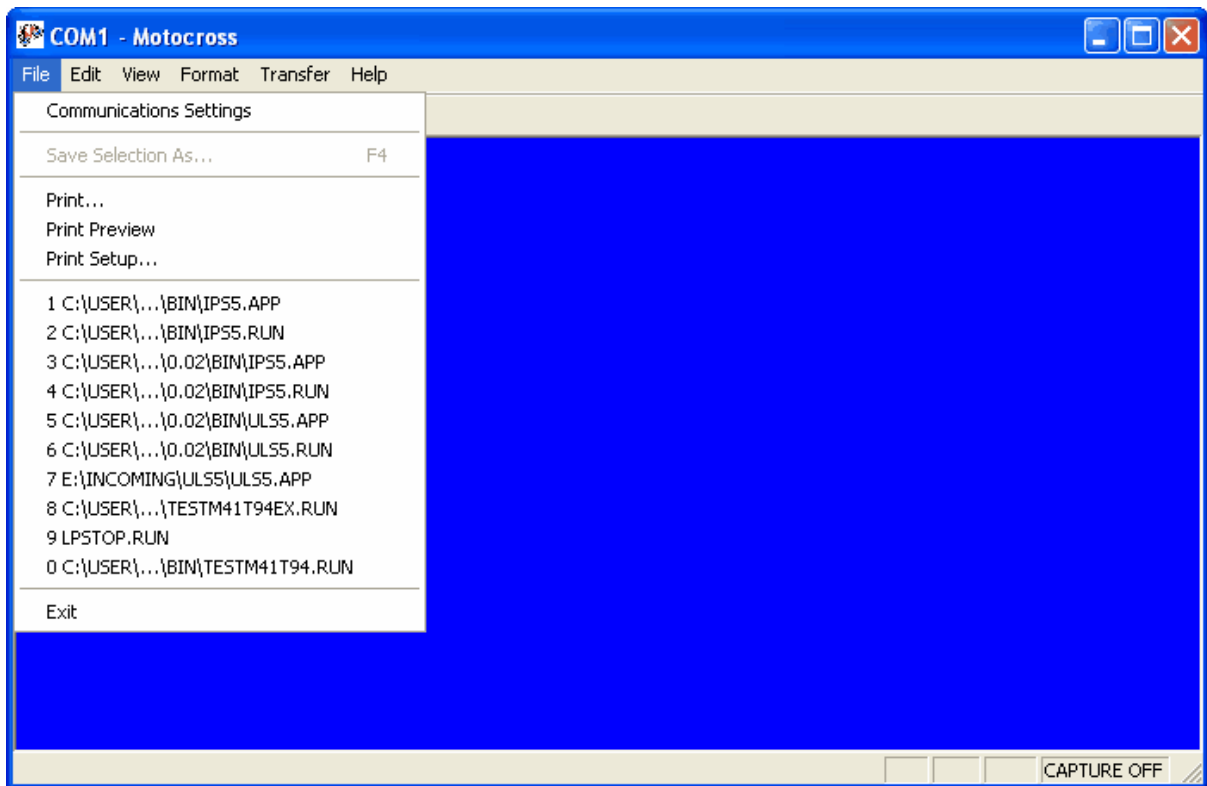 COM1 - Motocross
File Edit View Format Transfer Help
Communications Settings
Save Selection As... F4
Print...
Print Preview
Print Setup...
1 C:\USER\...\BIN\IPS5.APP
2 C:\USER\...\BIN\IPS5.RUN
3 C:\USER\...\0.02\BIN\IPS5.APP
4 C:\USER\...\0.02\BIN\IPS5.RUN
5 C:\USER\...\0.02\BIN\ULS5.APP
6 C:\USER\...\0.02\BIN\ULS5.RUN
7 E:\INCOMING\ULS5\ULS5.APP
8 C:\USER\...\TESTM41T94EX.RUN
9 LPSTOP.RUN
0 C:\USER\...\BIN\TESTM41T94.RUN
Exit
CAPTURE OFF